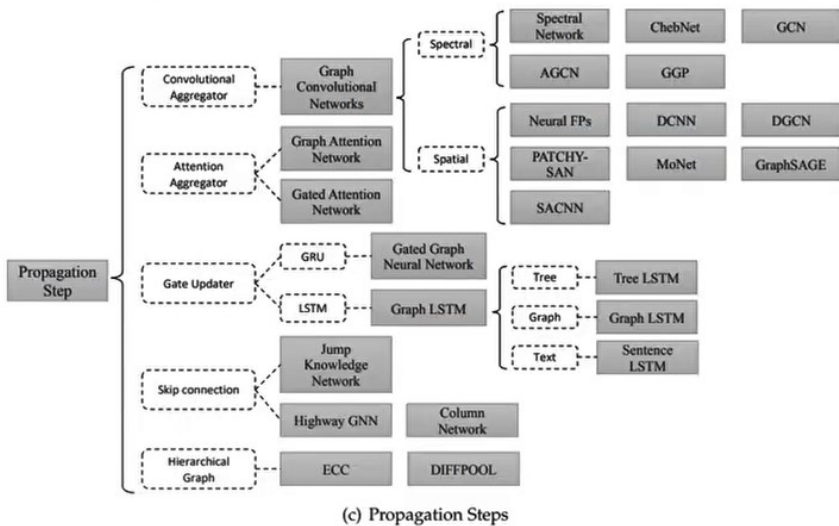 Propagation
Step
Convolutional
Aggregator
Graph
Convolutional
Networks
Spectral
Spectral
Network
ChebNet
GCN
AGCN
GGP
Spatial
Neural FPs
DCNN
DGCN
PATCHY-
SAN
MoNet
GraphSAGE
SACNN
Attention
Aggregator
Graph Attention
Network
Gated Attention
Network
Gate Updater
GRU
Gated Graph
Neural Network
LSTM
Graph LSTM
Tree
Tree LSTM
Graph
Graph LSTM
Text
Sentence
LSTM
Skip connection
Jump
Knowledge
Network
Highway GNN
Column
Network
Hierarchical
Graph
ECC
DIFFPOOL
(c) Propagation Steps